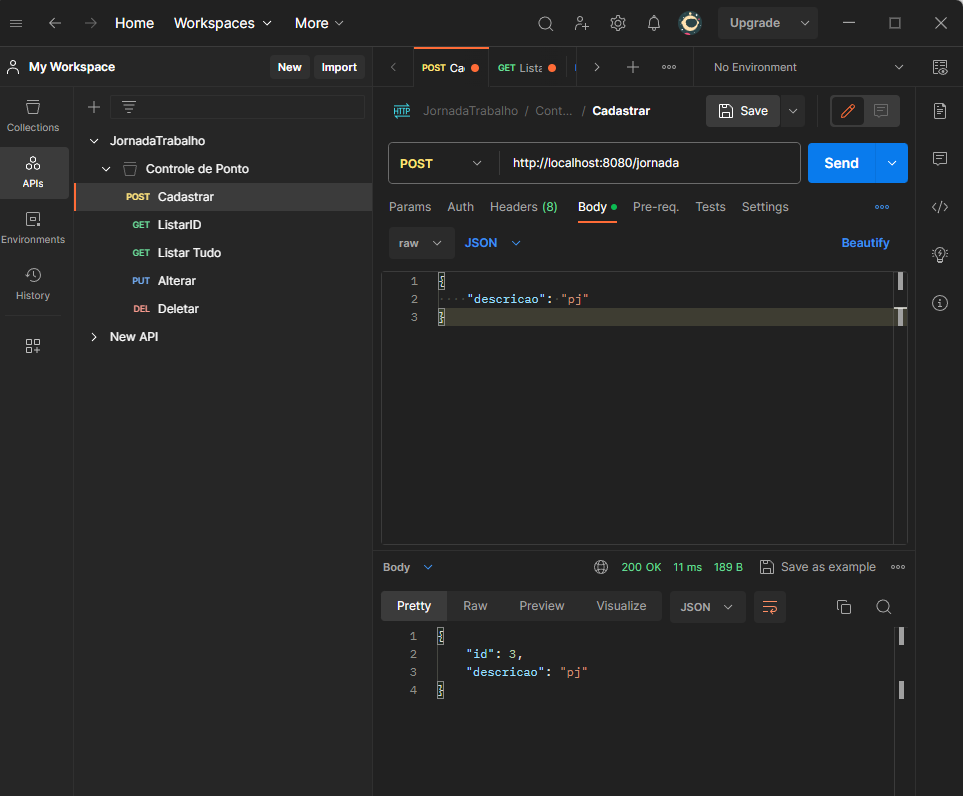 Home Workspaces More Upgrade
My Workspace New Import
POST Ca GET Lista No Environment
Collections
APIs
Environments
History
JornadaTrabalho
Controle de Ponto
POST Cadastrar
GET ListarID
GET Listar Tudo
PUT Alterar
DEL Deletar
New API
HTTP JornadaTrabalho / Cont... / Cadastrar Save
POST http://localhost:8080/jornada Send
Params Auth Headers (8) Body Pre-req. Tests Settings
raw JSON Beautify
1 {
2 "descricao": "pj"
3 }
Body 200 OK 11 ms 189 B Save as example
Pretty Raw Preview Visualize JSON
1 {
2 "id": 3,
3 "descricao": "pj"
4 }